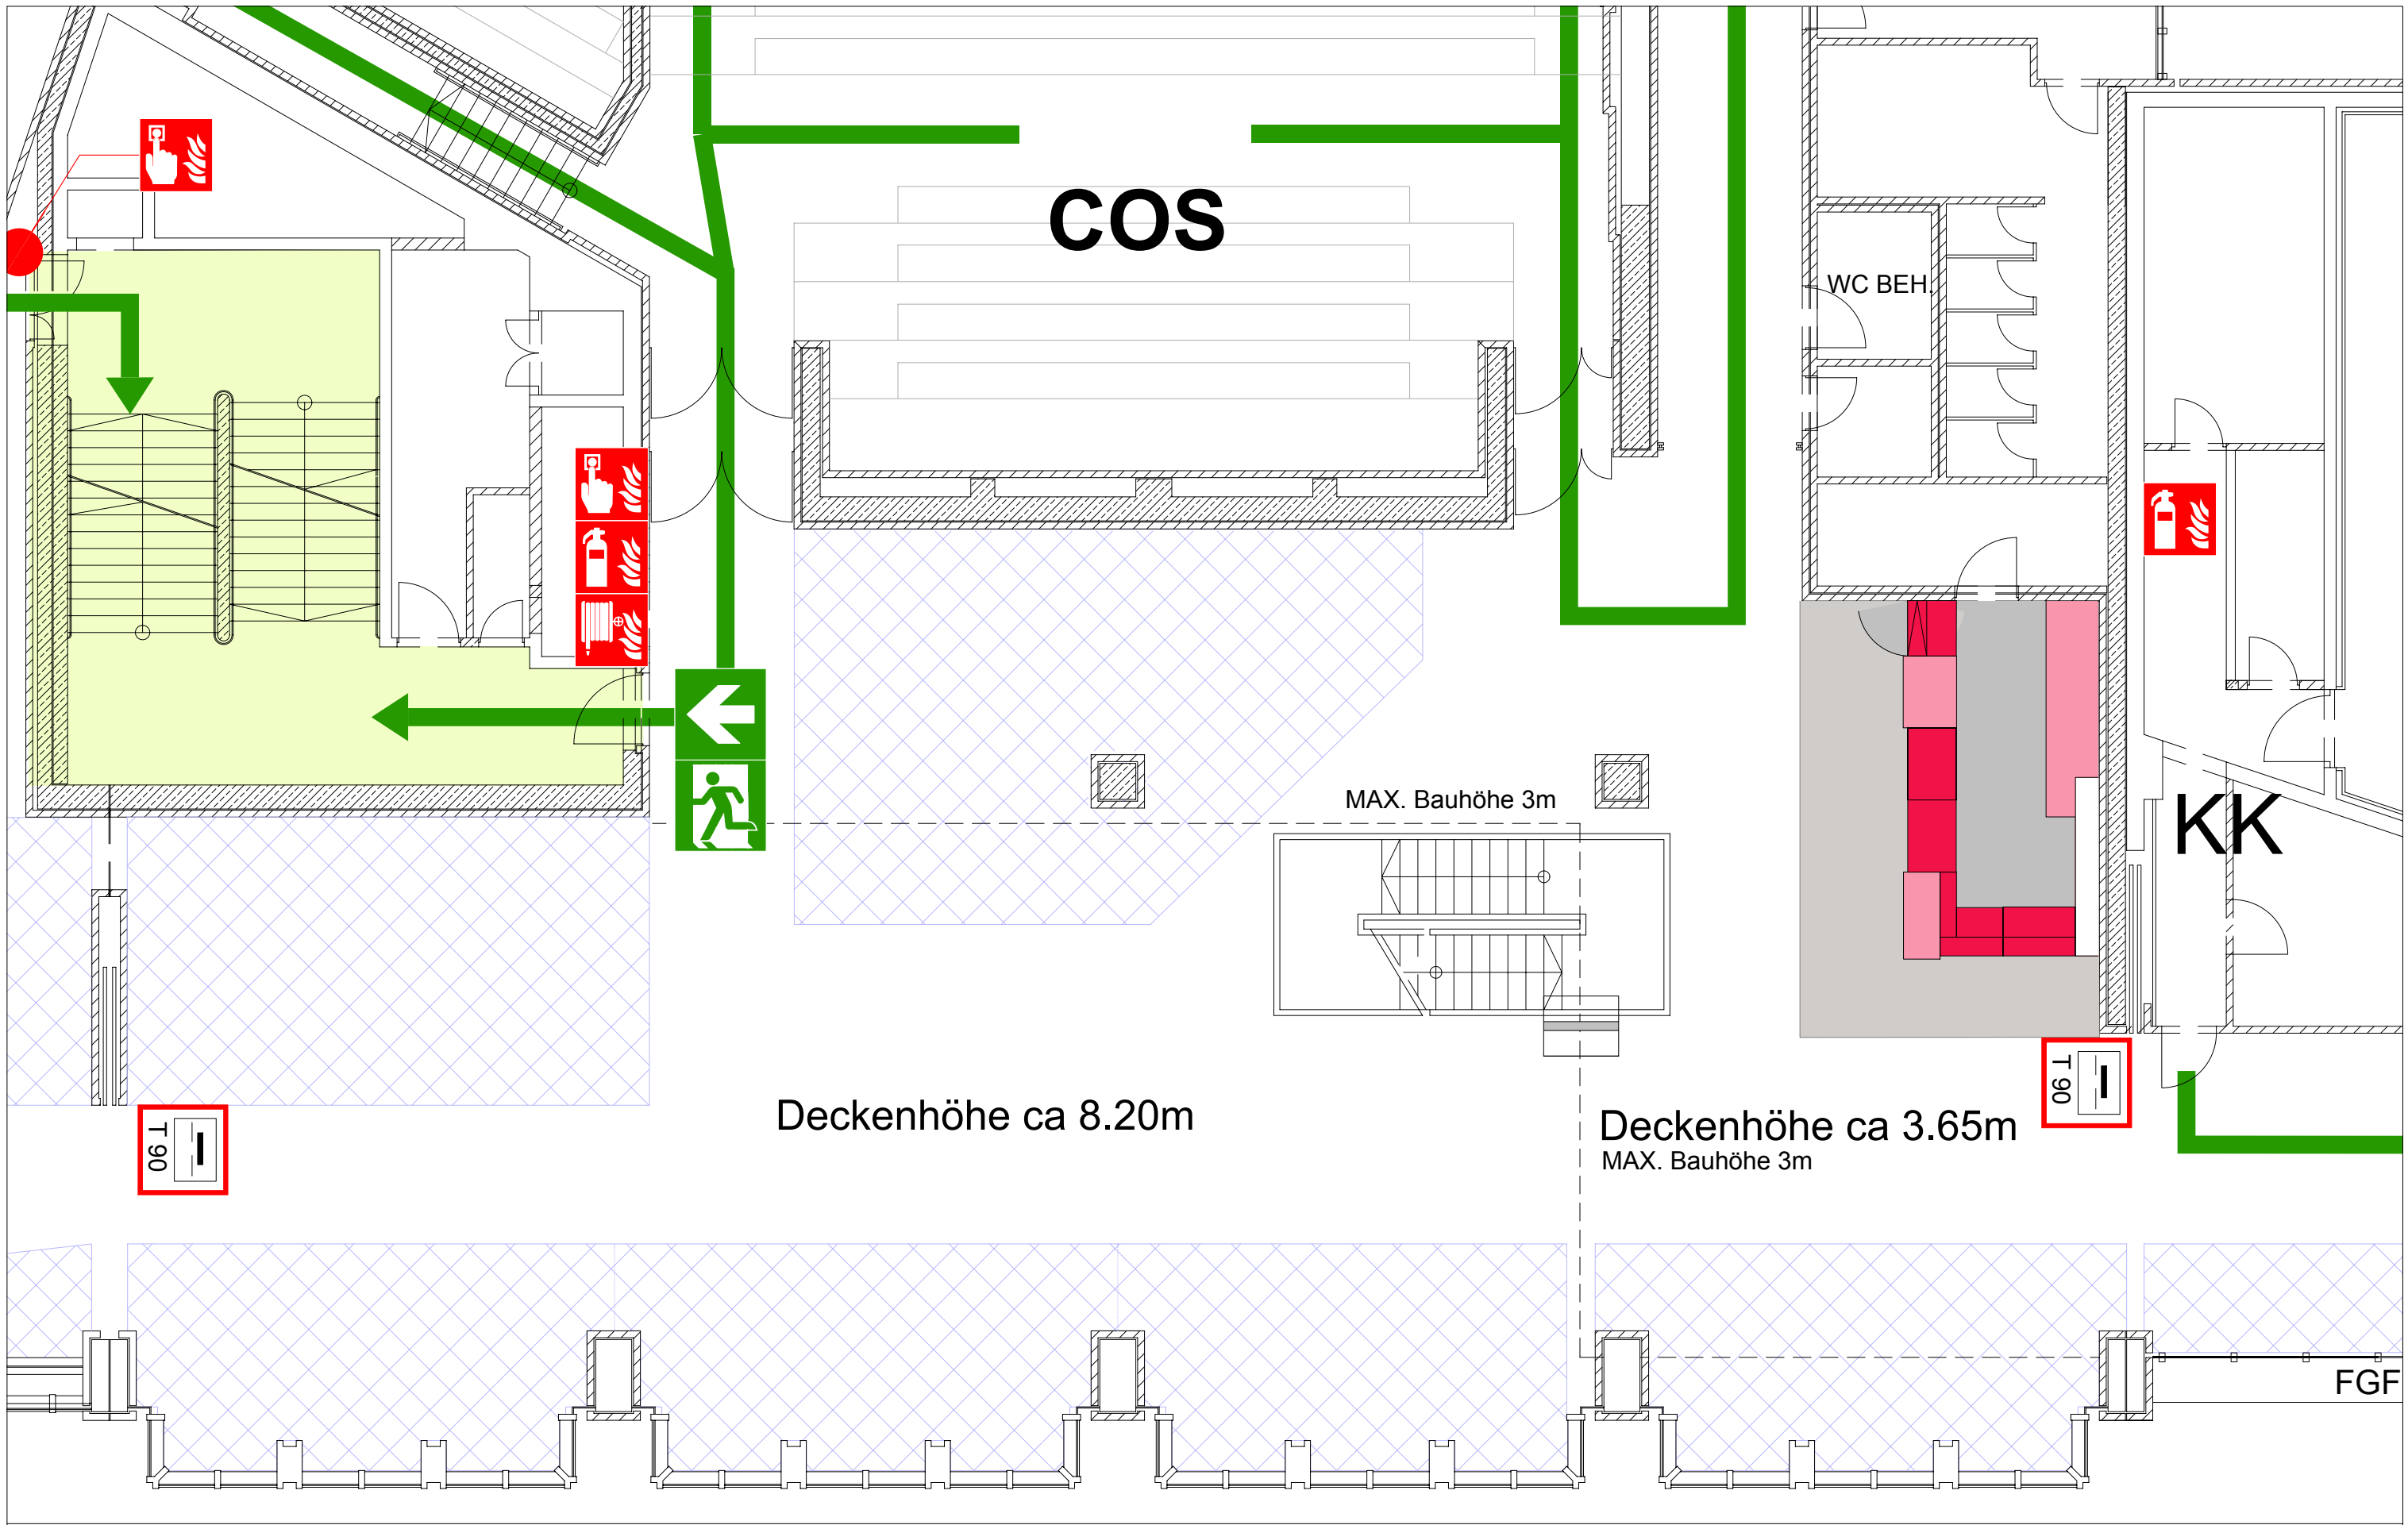 COS
WC BEH.
MAX. Bauhöhe 3m
KK
Deckenhöhe ca 8.20m
Deckenhöhe ca 3.65m
MAX. Bauhöhe 3m
T 90
T 90
FGF